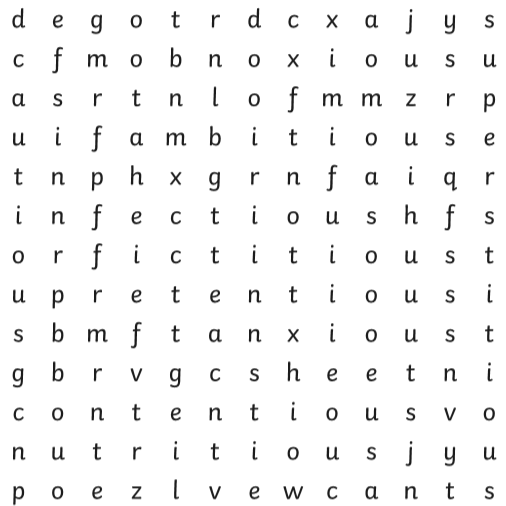 d e g o t r d c x a j y s
c f m o b n o x i o u s u
a s r t n l o f m m z r p
u i f a m b i t i o u s e
t n p h x g r n f a i q r
i n f e c t i o u s h f s
o r f i c t i t i o u s t
u p r e t e n t i o u s i
s b m f t a n x i o u s t
g b r v g c s h e e t n i
c o n t e n t i o u s v o
n u t r i t i o u s j y u
p o e z l v e w c a n t s